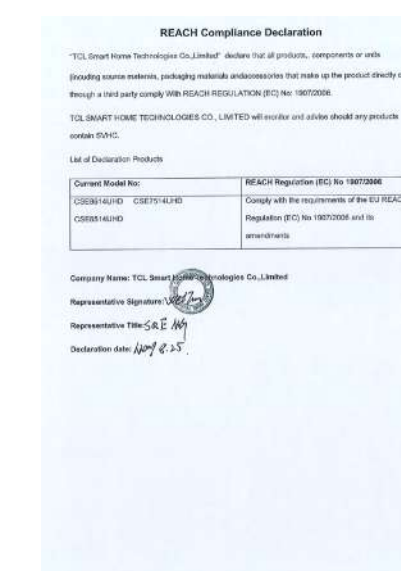 REACH Compliance Declaration
"TCL Smart Home Technologies Co.,Limited" declare that all products, components or units
(incuding source materials, packaging materials andaccessories that make up the product directly
through a third party comply With REACH REGULATION (EC) No: 1907/2006.
TCL SMART HOME TECHNOLOGIES CO., LIMITED will monitor and advise should any products
contain SVHC.
List of Declaration Products
Current Model No: REACH Regulation (EC) No 1907/2006
CSE8614UHD CSE7514UHD Comply with the requirements of the EU REAC
CSE6514UHD Regulation (EC) No 1907/2006 and its
amendments
Company Name: TCL Smart Home Technologies Co.,Limited
Representative Signature:
Representative Title:
Declaration date: